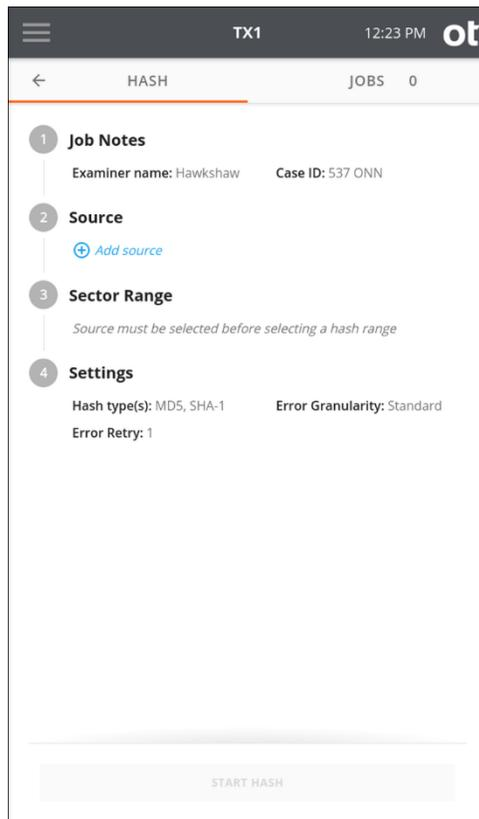 TX1 12:23 PM ot
HASH JOBS 0
1 Job Notes
Examiner name: Hawkshaw Case ID: 537 ONN
2 Source
Add source
3 Sector Range
Source must be selected before selecting a hash range
4 Settings
Hash type(s): MD5, SHA-1 Error Granularity: Standard
Error Retry: 1
START HASH